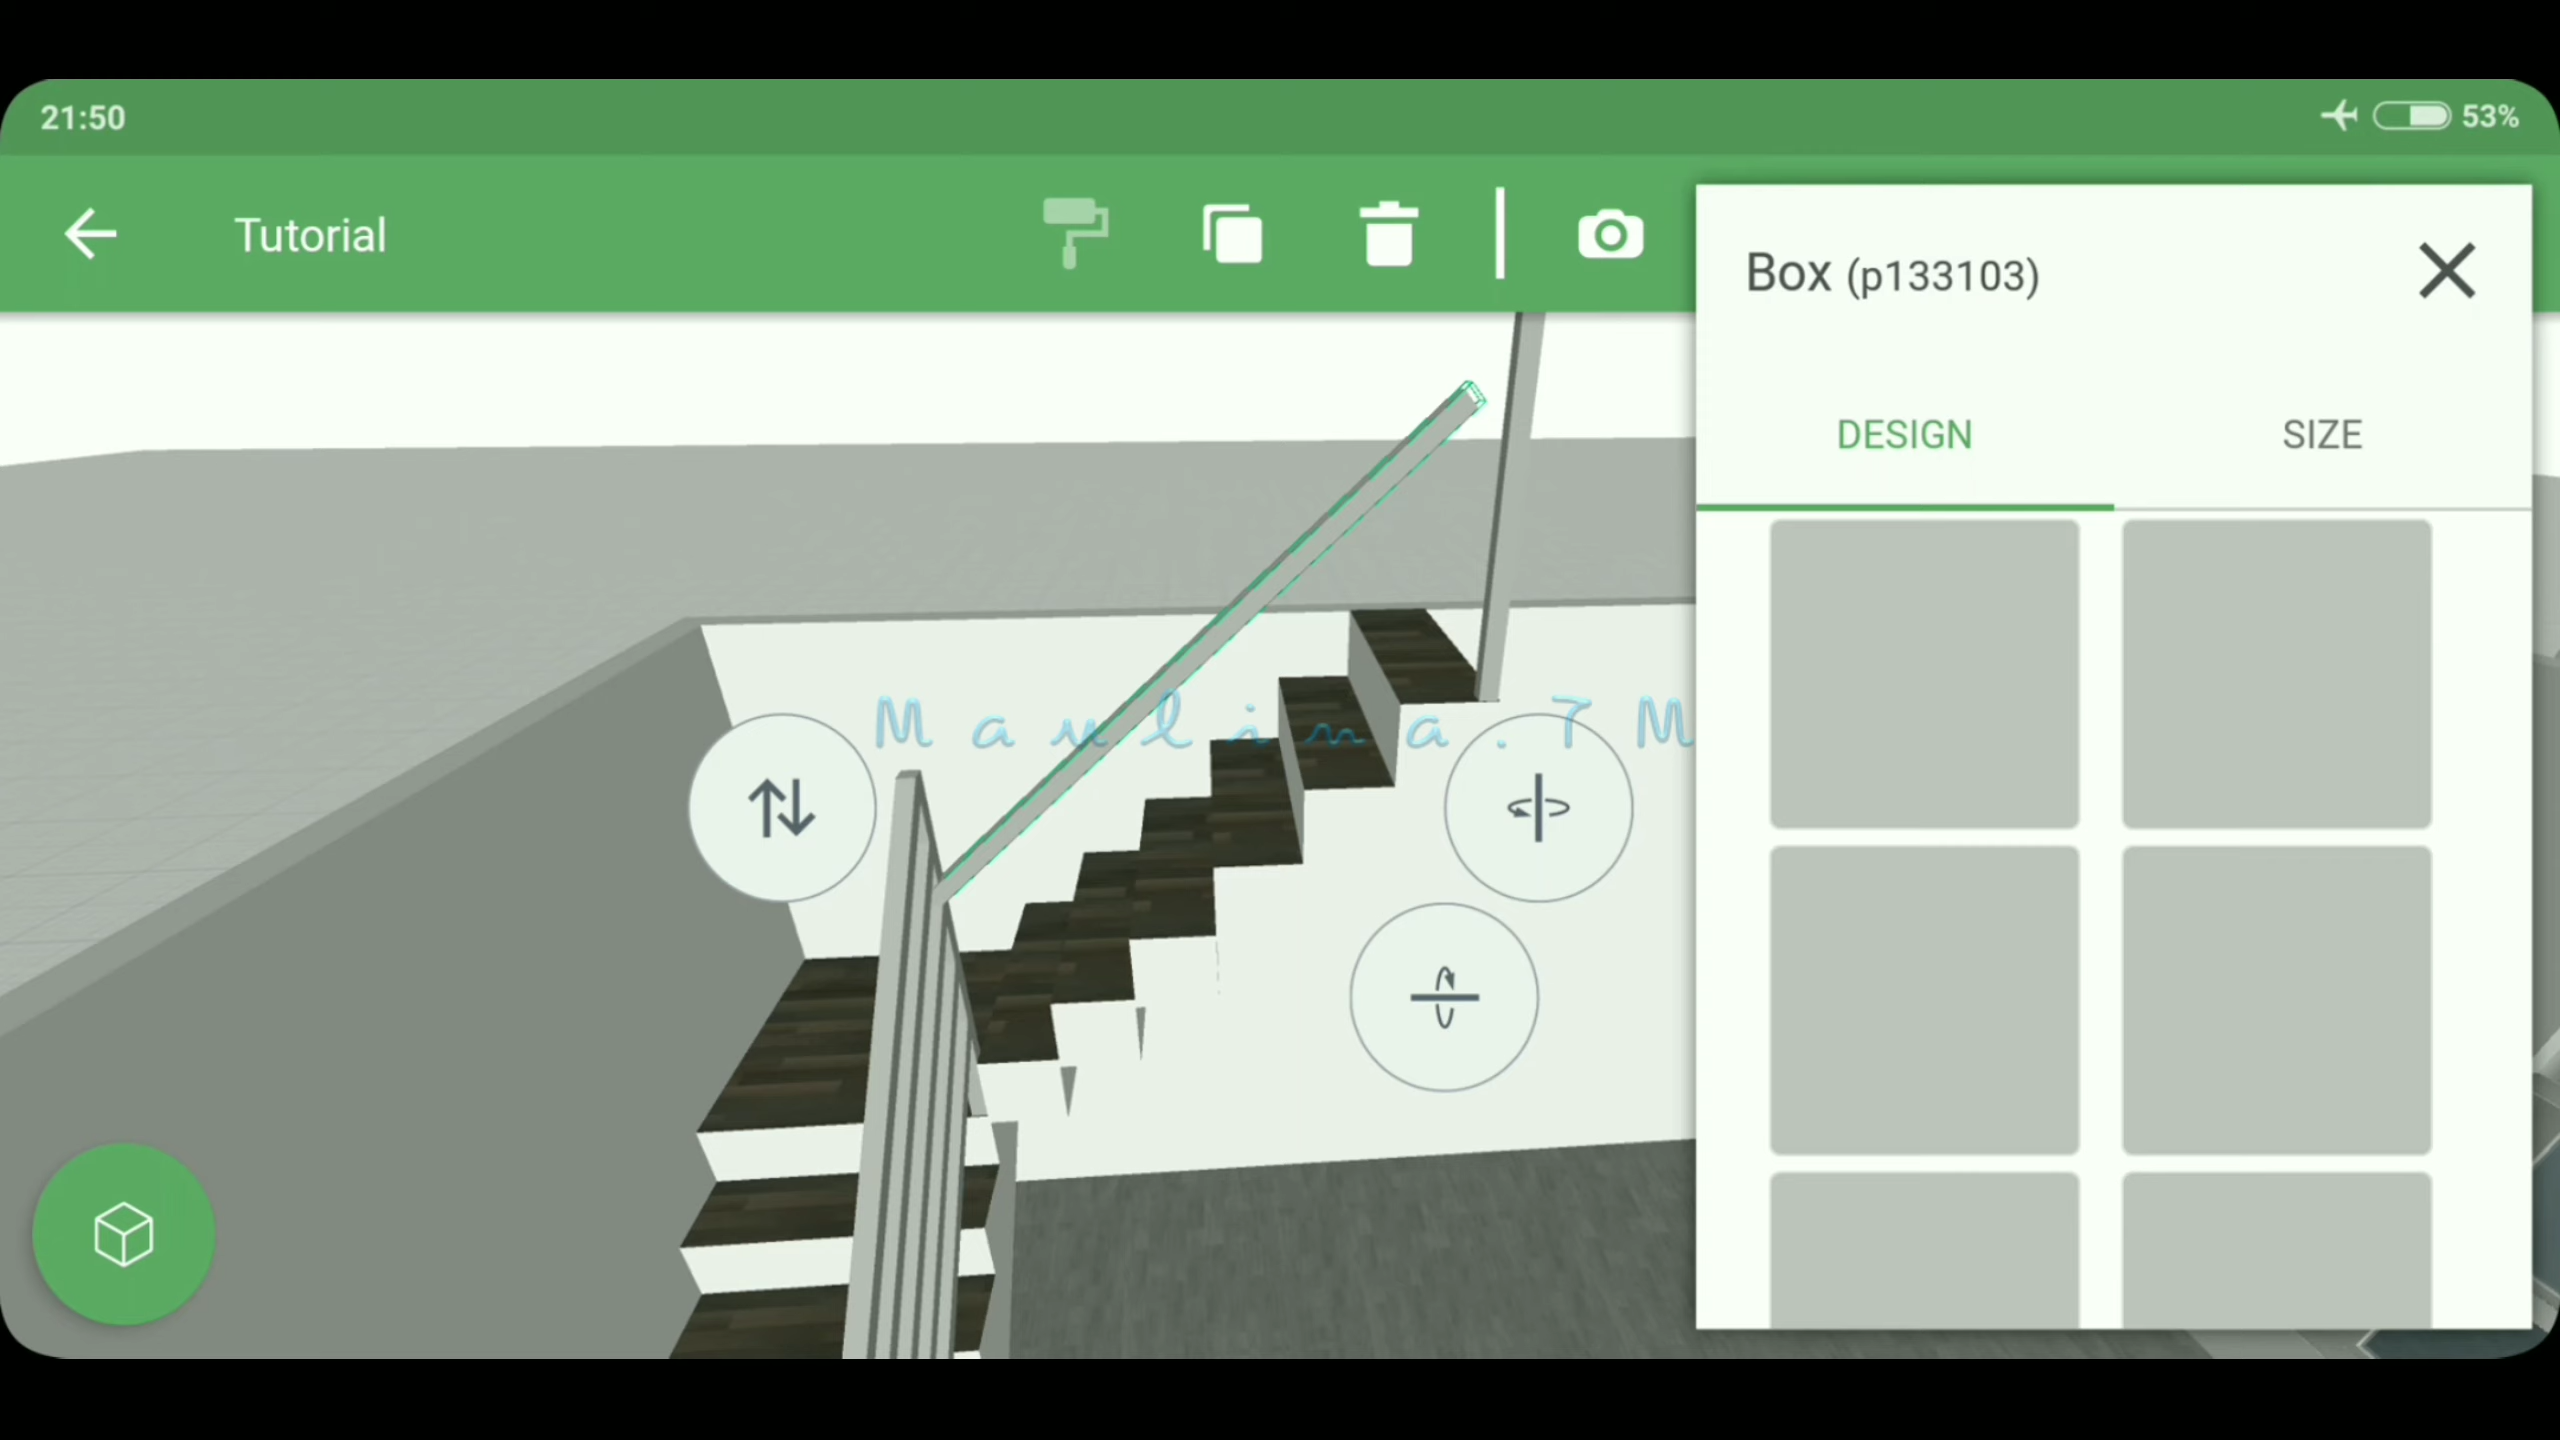 21:50
53%
Tutorial
Box (p133103)
DESIGN
SIZE
Maulina.7M